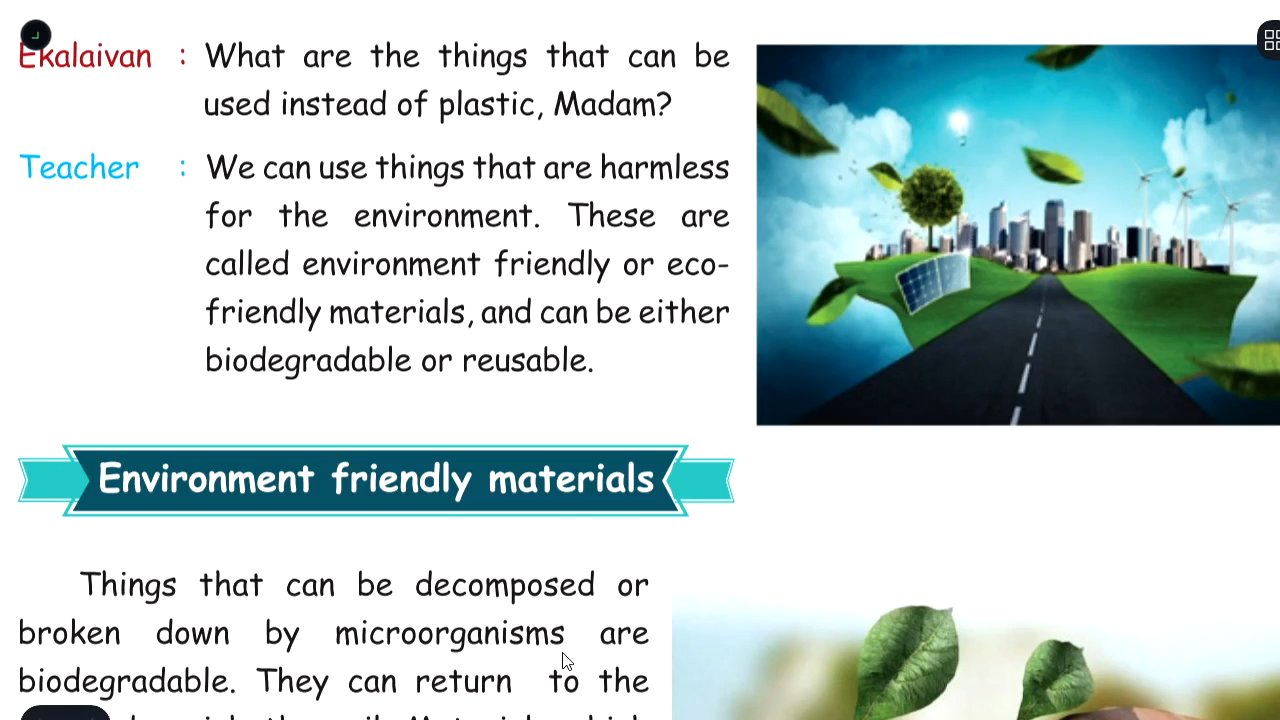 Ekalaivan : What are the things that can be
used instead of plastic, Madam?
Teacher : We can use things that are harmless
for the environment. These are
called environment friendly or eco-
friendly materials, and can be either
biodegradable or reusable.
Environment friendly materials
Things that can be decomposed or
broken down by microorganisms are
biodegradable. They can return to the